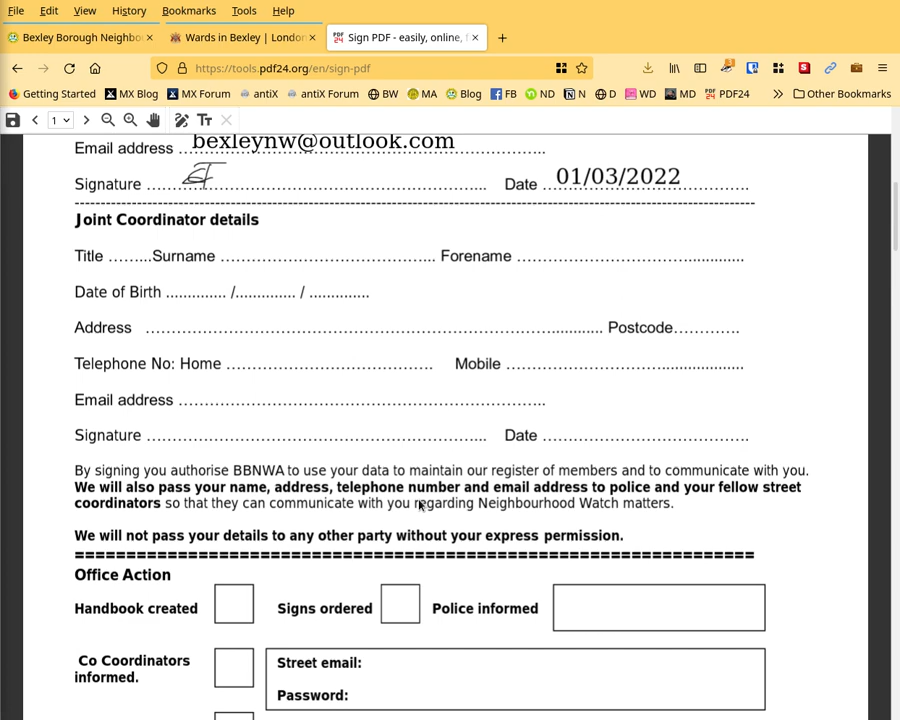 File Edit View History Bookmarks Tools Help
Bexley Borough Neighbo Wards in Bexley | London Sign PDF - easily, online, f
https://tools.pdf24.org/en/sign-pdf
Getting Started MX Blog MX Forum antiX antiX Forum BW MA Blog FB ND N D WD MD PDF24 Other Bookmarks
1
Email address ……………………………………………….. bexleynw@outlook.com
Signature ………………………………………………... Date ……………………………. 01/03/2022
Joint Coordinator details
Title ……...Surname ……………………………….. Forename ……………………………............
Date of Birth .............. /.............. / ..............
Address ……………………………………………………........... Postcode………….
Telephone No: Home ………………………………. Mobile …………………………..................
Email address ………………………………………………..
Signature ………………………………………………... Date …………………………….
By signing you authorise BBNWA to use your data to maintain our register of members and to communicate with you.
We will also pass your name, address, telephone number and email address to police and your fellow street
coordinators so that they can communicate with you regarding Neighbourhood Watch matters.
We will not pass your details to any other party without your express permission.
================================================================
Office Action
Handbook created Signs ordered Police informed
Co Coordinators
informed.
Street email:
Password: